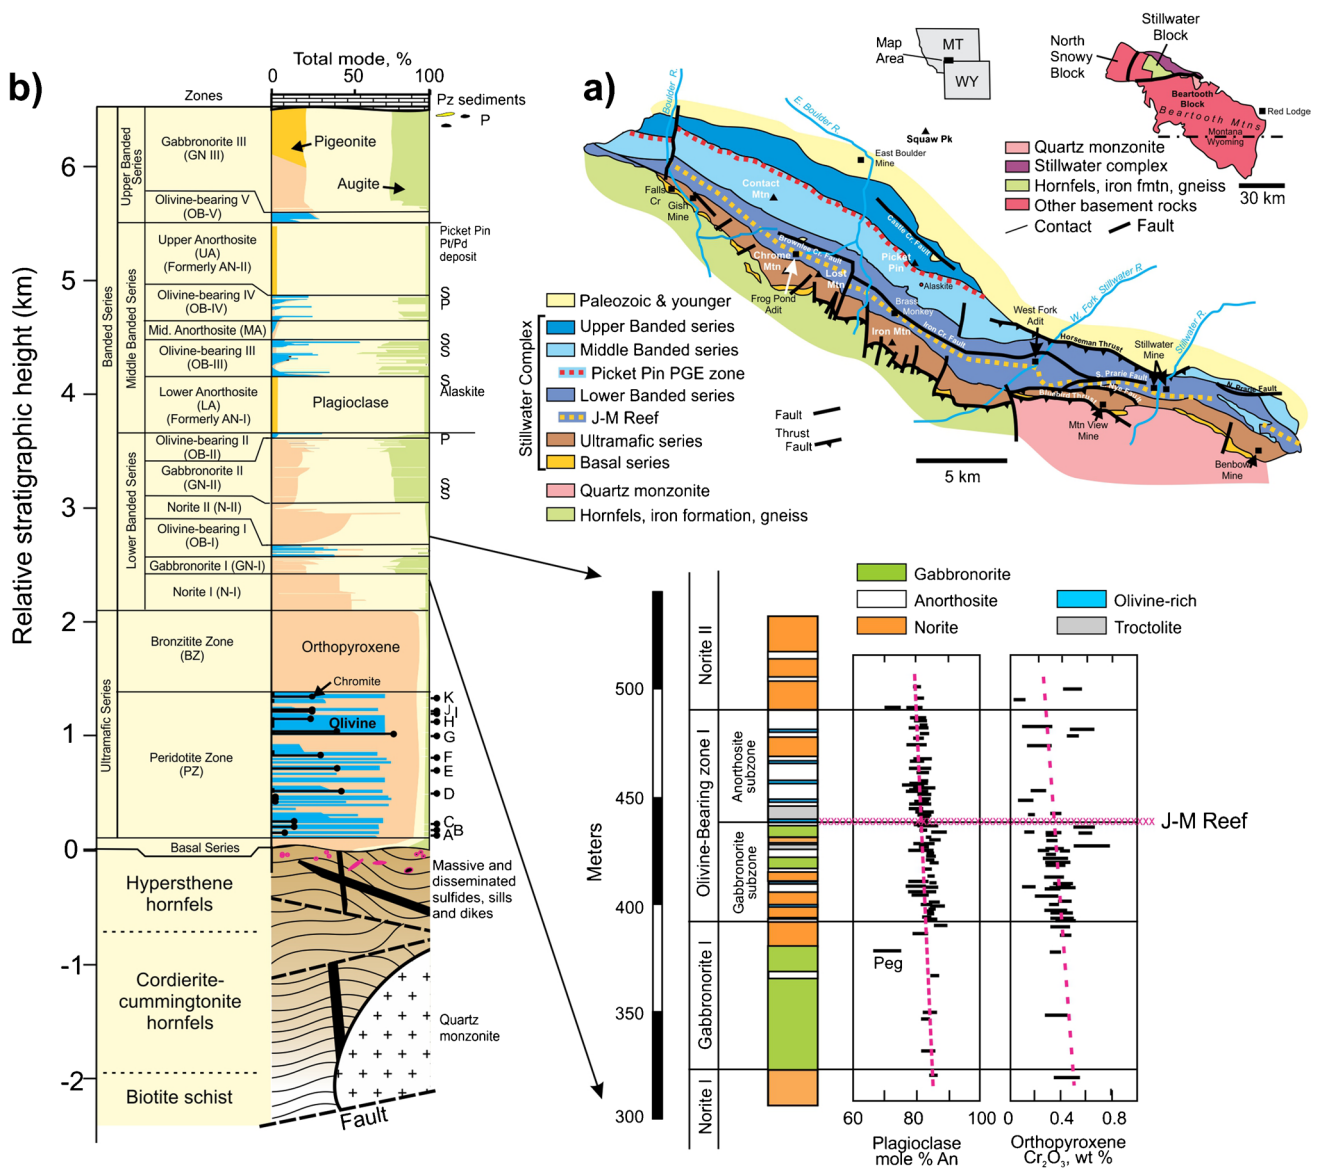 b)
Total mode, %
0 50 100
Zones
Pz sediments
P
Relative stratigraphic height (km)
6
5
4
3
2
1
0
-1
-2
Banded Series
Upper Banded Series
Middle Banded Series
Lower Banded Series
Ultramafic Series
Gabbronorite III
(GN III)
Pigeonite
Augite
Olivine-bearing V
(OB-V)
Upper Anorthosite
(UA)
(Formerly AN-II)
Picket Pin
Pt/Pd
deposit
Olivine-bearing IV
(OB-IV)
S
P
Mid. Anorthosite (MA)
Olivine-bearing III
(OB-III)
S
S
Lower Anorthosite
(LA)
(Formerly AN-I)
Plagioclase
S
Alaskite
Olivine-bearing II
(OB-II)
P
Gabbronorite II
(GN-II)
S
S
Norite II (N-II)
Olivine-bearing I
(OB-I)
Gabbronorite I (GN-I)
Norite I (N-I)
Bronzitite Zone
(BZ)
Orthopyroxene
Chromite
Olivine
Peridotite Zone
(PZ)
K
J
I
H
G
F
E
D
C
B
A
Basal Series
Hypersthene
hornfels
Massive and
disseminated
sulfides, sills
and dikes
Cordierite-
cummingtonite
hornfels
Quartz
monzonite
Biotite schist
Fault
a)
Map
Area
MT
WY
North
Snowy
Block
Stillwater
Block
Beartooth
Block
Beartooth Mtns
Red Lodge
Montana
Wyoming
30 km
Quartz monzonite
Stillwater complex
Hornfels, iron fmtn, gneiss
Other basement rocks
Contact
Fault
Boulder R.
E. Boulder R
Squaw Pk
East Boulder
Mine
Contact
Mtn
Falls
Cr
Gish
Mine
Castle Cr. Fault
Brownlee Cr. Fault
Chrome
Mtn
Lost
Mtn
Picket
Pin
Alaskite
Frog Pond
Adit
Brass
Monkey
Iron Mtn
Iron Cr. Fault
West Fork
Adit
W. Fork Stillwater R
Stillwater R.
Horseman Thrust
Stillwater
Mine
S. Prarie Fault
N. Prarie Fault
Bluebird Thrust
Mtn View
Mine
Benbow
Mine
5 km
Stillwater Complex
Paleozoic & younger
Upper Banded series
Middle Banded series
Picket Pin PGE zone
Lower Banded series
J-M Reef
Ultramafic series
Basal series
Quartz monzonite
Hornfels, iron formation, gneiss
Fault
Thrust
Fault
Gabbronorite
Anorthosite
Norite
Olivine-rich
Troctolite
Meters
500
450
400
350
300
Norite II
Olivine-Bearing zone I
Anorthosite
subzone
Gabbronorite
subzone
Gabbronorite I
Norite I
J-M Reef
Peg
60 80 100
Plagioclase
mole % An
0 0.4 0.8
Orthopyroxene
Cr2O3, wt %